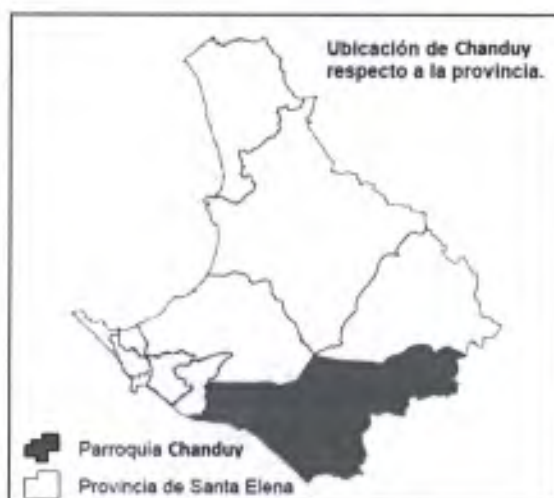 Ubicación de Chanduy
respecto a la provincia.
Parroquia Chanduy
Provincia de Santa Elena